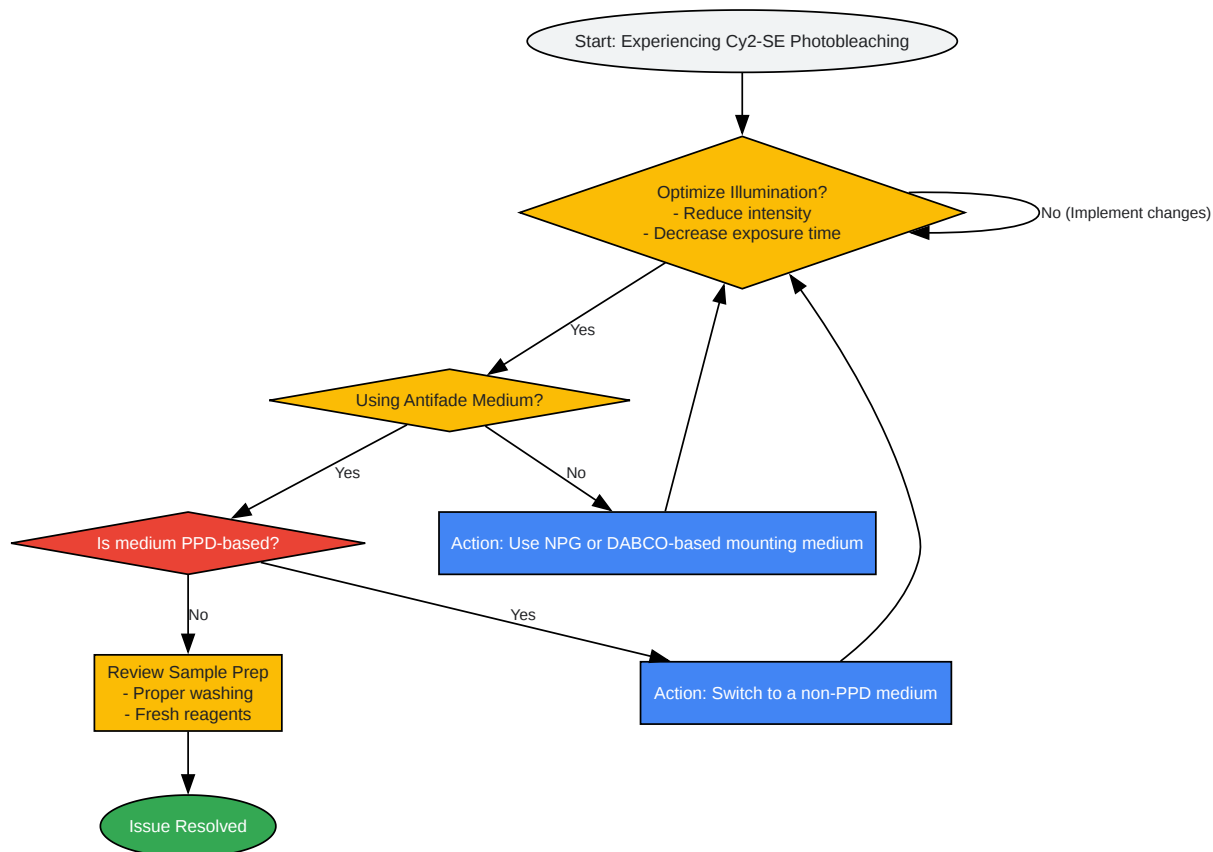 Start: Experiencing Cy2-SE Photobleaching
Optimize Illumination?
- Reduce intensity
- Decrease exposure time
No (Implement changes)
Yes
Using Antifade Medium?
Yes
No
Is medium PPD-based?
Action: Use NPG or DABCO-based mounting medium
No
Yes
Review Sample Prep
- Proper washing
- Fresh reagents
Action: Switch to a non-PPD medium
Issue Resolved